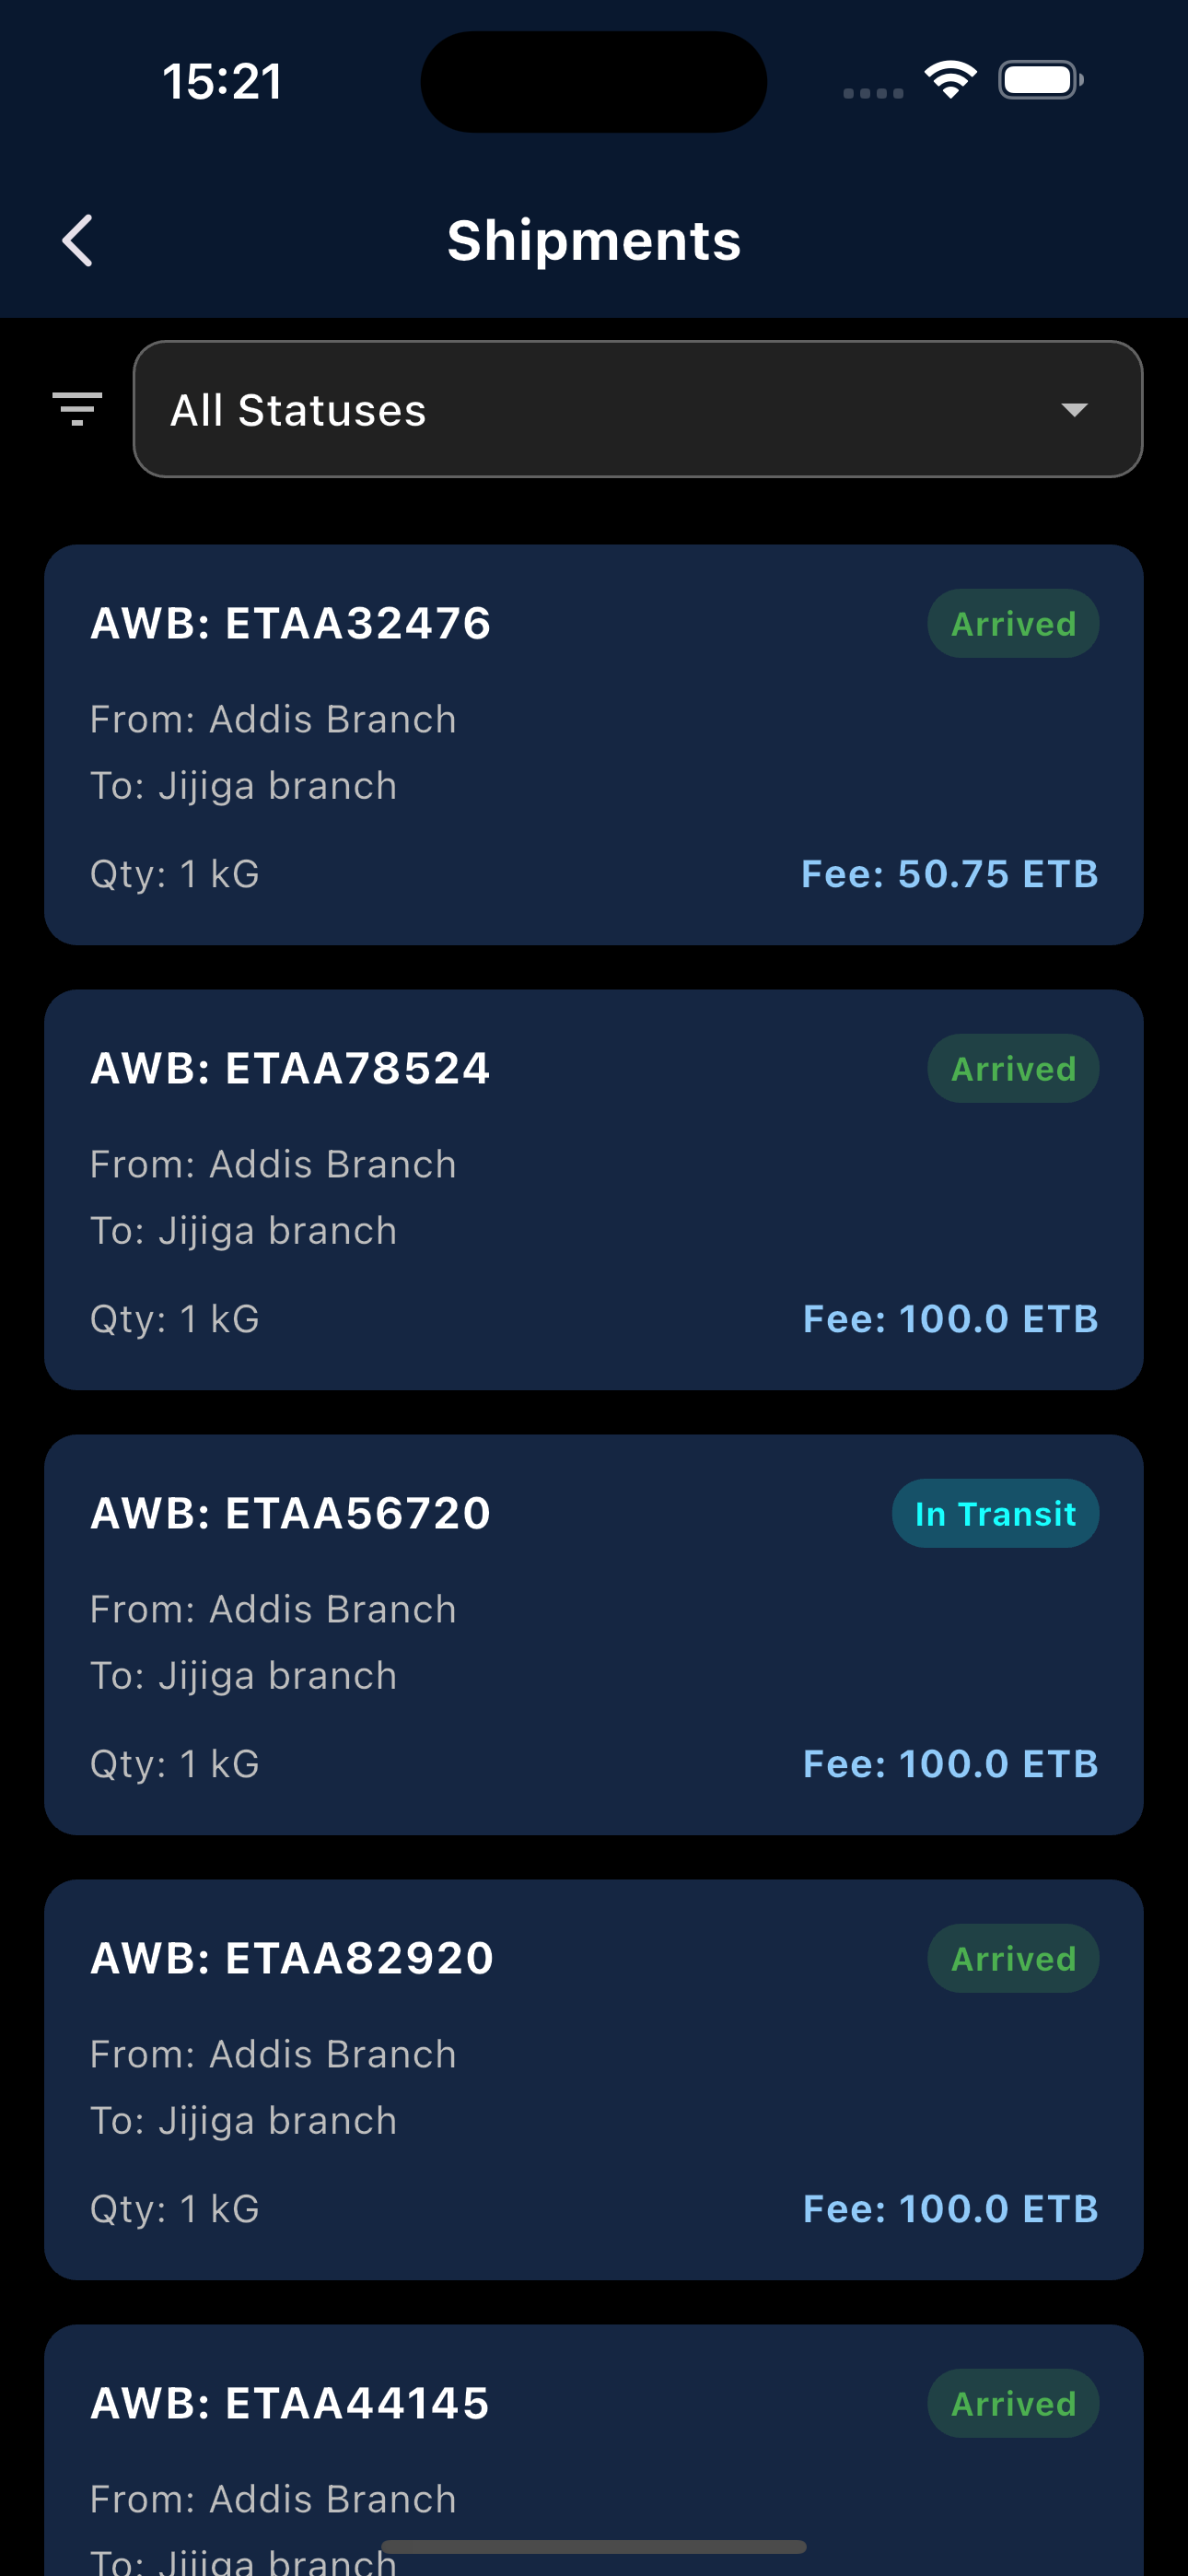 15:21
Shipments
All Statuses
AWB: ETAA32476
Arrived
From: Addis Branch
To: Jijiga branch
Qty: 1 kG
Fee: 50.75 ETB
AWB: ETAA78524
Arrived
From: Addis Branch
To: Jijiga branch
Qty: 1 kG
Fee: 100.0 ETB
AWB: ETAA56720
In Transit
From: Addis Branch
To: Jijiga branch
Qty: 1 kG
Fee: 100.0 ETB
AWB: ETAA82920
Arrived
From: Addis Branch
To: Jijiga branch
Qty: 1 kG
Fee: 100.0 ETB
AWB: ETAA44145
Arrived
From: Addis Branch
To: Jijiga branch